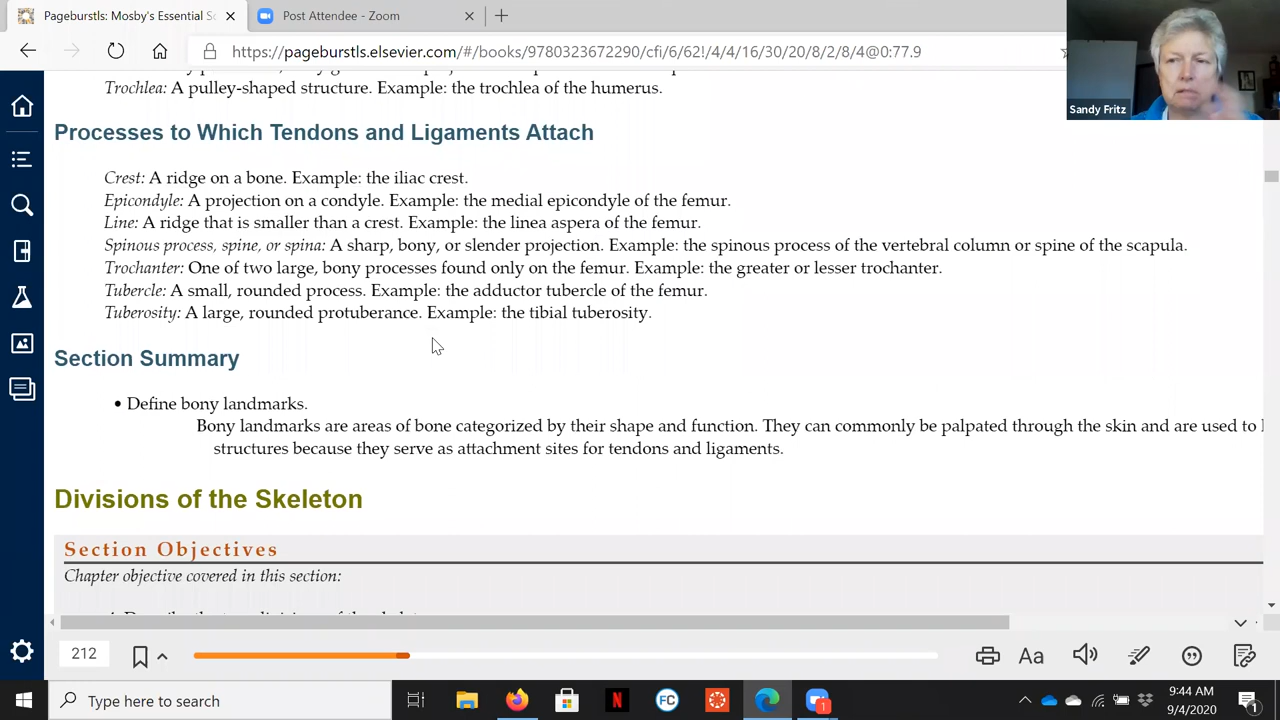 Pageburstls: Mosby's Essential Sc
Post Attendee - Zoom
https://pageburstls.elsevier.com/#/books/9780323672290/cfi/6/62!/4/4/16/30/20/8/2/8/4@0:77.9
Sandy Fritz
Trochlea: A pulley-shaped structure. Example: the trochlea of the humerus.
Processes to Which Tendons and Ligaments Attach
Crest: A ridge on a bone. Example: the iliac crest.
Epicondyle: A projection on a condyle. Example: the medial epicondyle of the femur.
Line: A ridge that is smaller than a crest. Example: the linea aspera of the femur.
Spinous process, spine, or spina: A sharp, bony, or slender projection. Example: the spinous process of the vertebral column or spine of the scapula.
Trochanter: One of two large, bony processes found only on the femur. Example: the greater or lesser trochanter.
Tubercle: A small, rounded process. Example: the adductor tubercle of the femur.
Tuberosity: A large, rounded protuberance. Example: the tibial tuberosity.
Section Summary
• Define bony landmarks.
Bony landmarks are areas of bone categorized by their shape and function. They can commonly be palpated through the skin and are used to
structures because they serve as attachment sites for tendons and ligaments.
Divisions of the Skeleton
Section Objectives
Chapter objective covered in this section:
212
Aa
Type here to search
N
FC
1
9:44 AM
9/4/2020
1